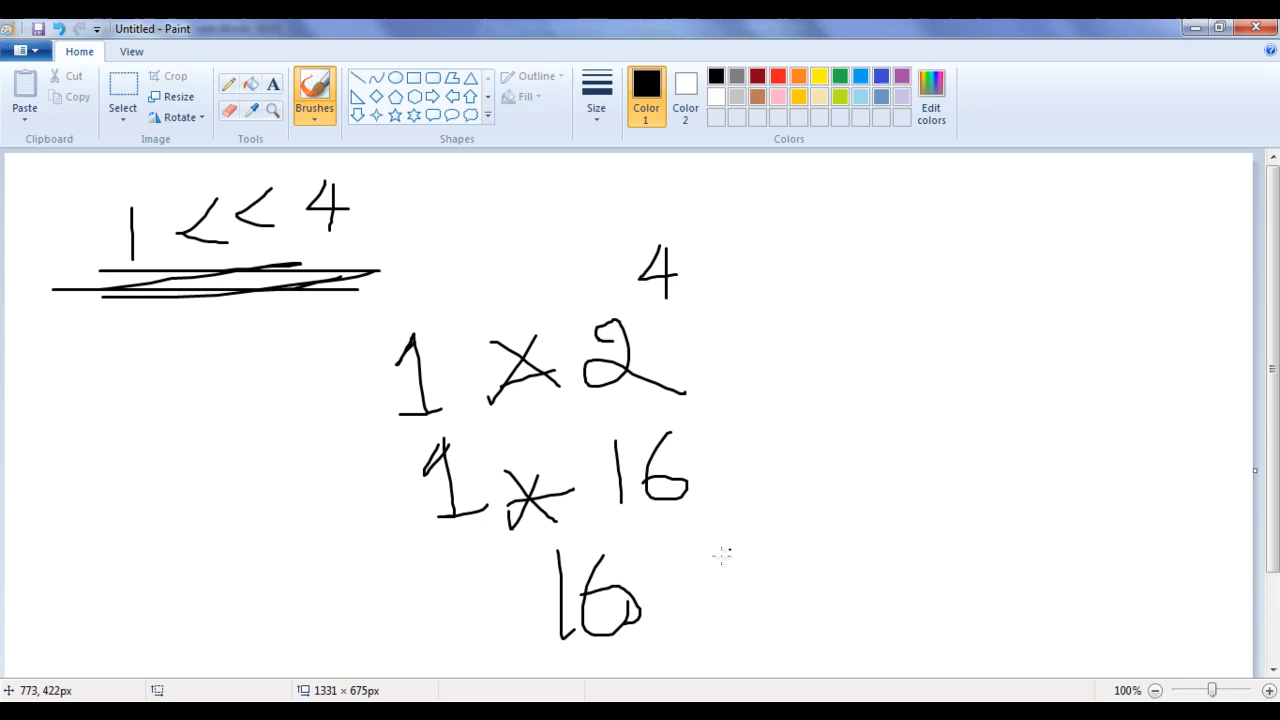 Untitled - Paint
Home View
Paste
Cut
Copy
Clipboard
Select
Crop
Resize
Rotate
Image
Tools
Brushes
Shapes
Outline
Fill
Size
Color 1
Color 2
Edit colors
Colors
1 << 4
4
1 * 2
1 * 16
16
773, 422px
1331 × 675px
100%